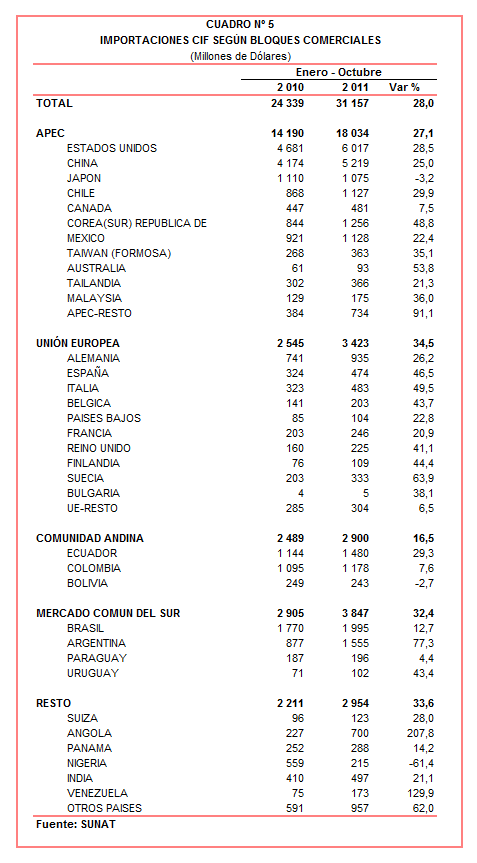 CUADRO Nº 5
IMPORTACIONES CIF SEGÚN BLOQUES COMERCIALES
(Millones de Dólares)
Enero - Octubre
2 010 2 011 Var %
TOTAL 24 339 31 157 28,0
APEC 14 190 18 034 27,1
ESTADOS UNIDOS 4 681 6 017 28,5
CHINA 4 174 5 219 25,0
JAPON 1 110 1 075 -3,2
CHILE 868 1 127 29,9
CANADA 447 481 7,5
COREA(SUR) REPUBLICA DE 844 1 256 48,8
MEXICO 921 1 128 22,4
TAIWAN (FORMOSA) 268 363 35,1
AUSTRALIA 61 93 53,8
TAILANDIA 302 366 21,3
MALAYSIA 129 175 36,0
APEC-RESTO 384 734 91,1
UNIÓN EUROPEA 2 545 3 423 34,5
ALEMANIA 741 935 26,2
ESPAÑA 324 474 46,5
ITALIA 323 483 49,5
BELGICA 141 203 43,7
PAISES BAJOS 85 104 22,8
FRANCIA 203 246 20,9
REINO UNIDO 160 225 41,1
FINLANDIA 76 109 44,4
SUECIA 203 333 63,9
BULGARIA 4 5 38,1
UE-RESTO 285 304 6,5
COMUNIDAD ANDINA 2 489 2 900 16,5
ECUADOR 1 144 1 480 29,3
COLOMBIA 1 095 1 178 7,6
BOLIVIA 249 243 -2,7
MERCADO COMUN DEL SUR 2 905 3 847 32,4
BRASIL 1 770 1 995 12,7
ARGENTINA 877 1 555 77,3
PARAGUAY 187 196 4,4
URUGUAY 71 102 43,4
RESTO 2 211 2 954 33,6
SUIZA 96 123 28,0
ANGOLA 227 700 207,8
PANAMA 252 288 14,2
NIGERIA 559 215 -61,4
INDIA 410 497 21,1
VENEZUELA 75 173 129,9
OTROS PAISES 591 957 62,0
Fuente: SUNAT